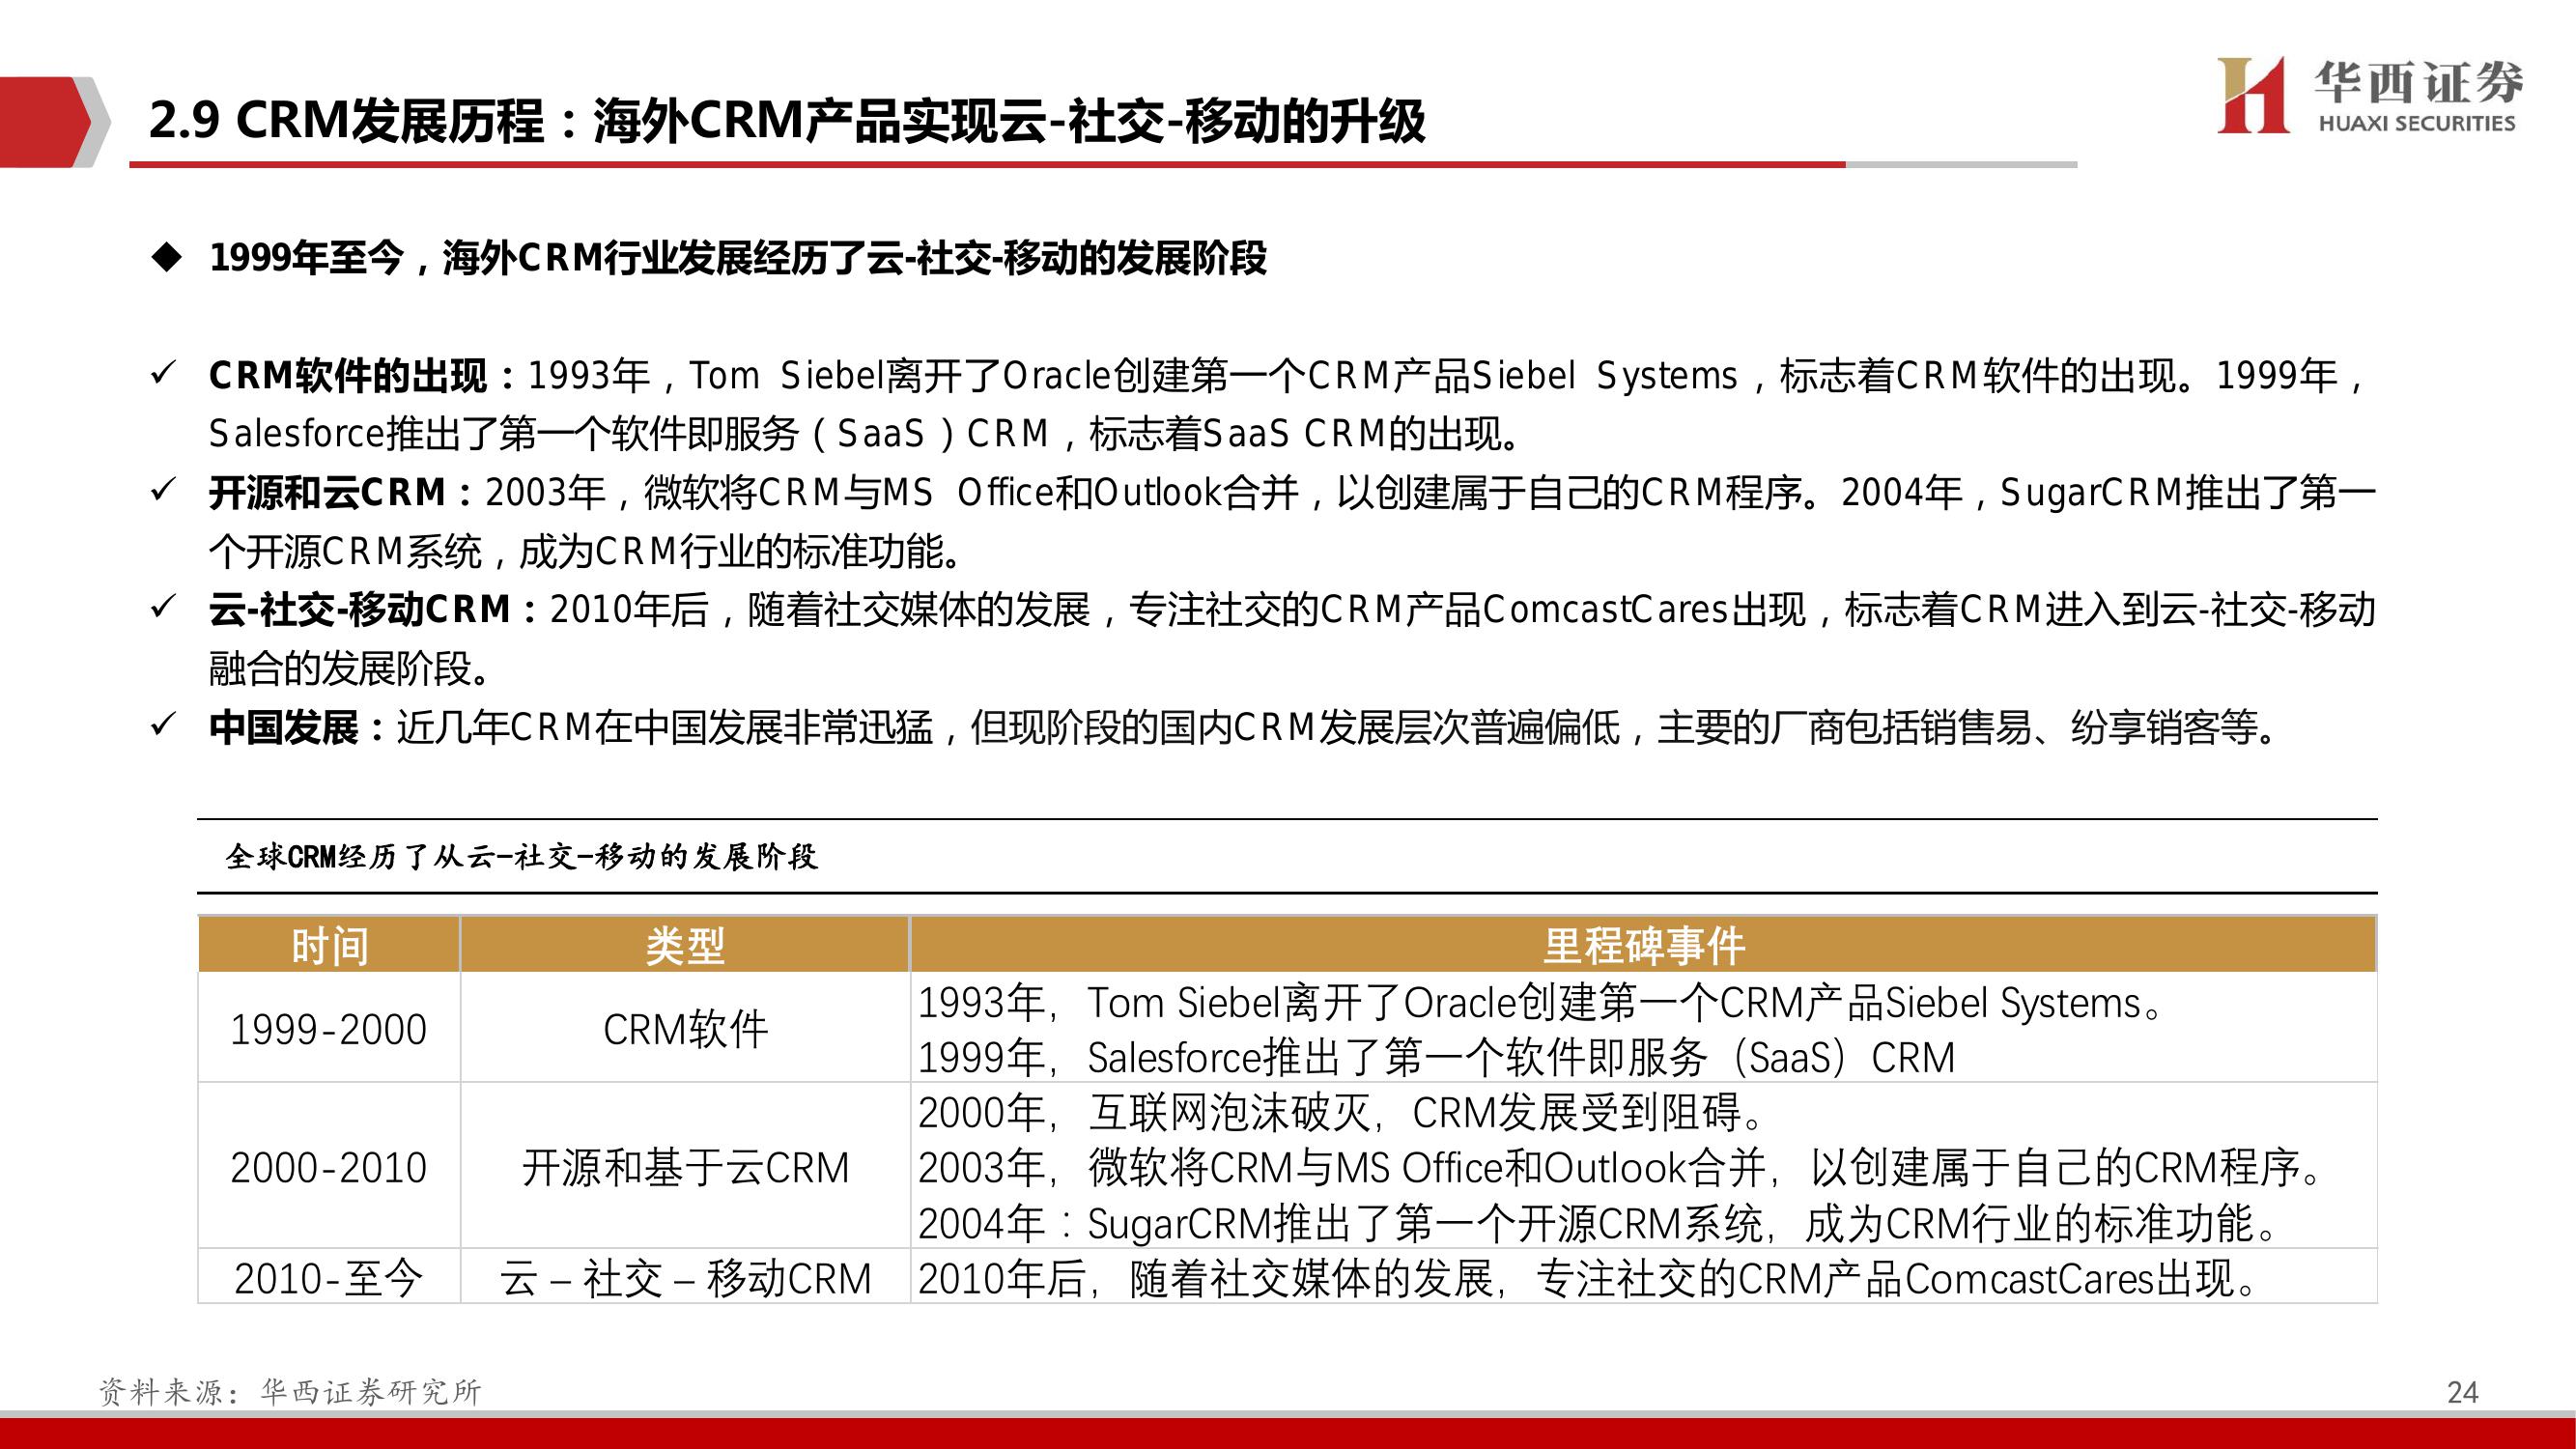 2.9 CRM发展历程：海外CRM产品实现云-社交-移动的升级
华西证券
HUAXI SECURITIES
◆ 1999年至今，海外CRM行业发展经历了云-社交-移动的发展阶段
✓ CRM软件的出现：1993年，Tom Siebel离开了Oracle创建第一个CRM产品Siebel Systems，标志着CRM软件的出现。1999年，
Salesforce推出了第一个软件即服务（SaaS）CRM，标志着SaaS CRM的出现。
✓ 开源和云CRM：2003年，微软将CRM与MS Office和Outlook合并，以创建属于自己的CRM程序。2004年，SugarCRM推出了第一
个开源CRM系统，成为CRM行业的标准功能。
✓ 云-社交-移动CRM：2010年后，随着社交媒体的发展，专注社交的CRM产品ComcastCares出现，标志着CRM进入到云-社交-移动
融合的发展阶段。
✓ 中国发展：近几年CRM在中国发展非常迅猛，但现阶段的国内CRM发展层次普遍偏低，主要的厂商包括销售易、纷享销客等。
全球CRM经历了从云-社交-移动的发展阶段
时间 类型 里程碑事件
1999-2000 CRM软件 1993年，Tom Siebel离开了Oracle创建第一个CRM产品Siebel Systems。
1999年，Salesforce推出了第一个软件即服务（SaaS）CRM
2000年，互联网泡沫破灭，CRM发展受到阻碍。
2000-2010 开源和基于云CRM 2003年，微软将CRM与MS Office和Outlook合并，以创建属于自己的CRM程序。
2004年：SugarCRM推出了第一个开源CRM系统，成为CRM行业的标准功能。
2010-至今 云 – 社交 – 移动CRM 2010年后，随着社交媒体的发展，专注社交的CRM产品ComcastCares出现。
资料来源：华西证券研究所
24